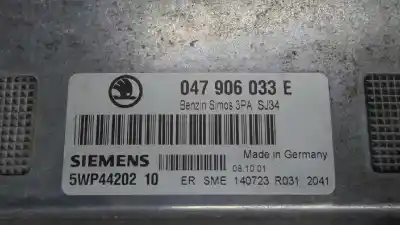 047 906 033 E
Benzin Simos 3PA SJ34
SIEMENS
Made in Germany
08.10.01
5WP44202 10
ER SME 140723 R031 2041